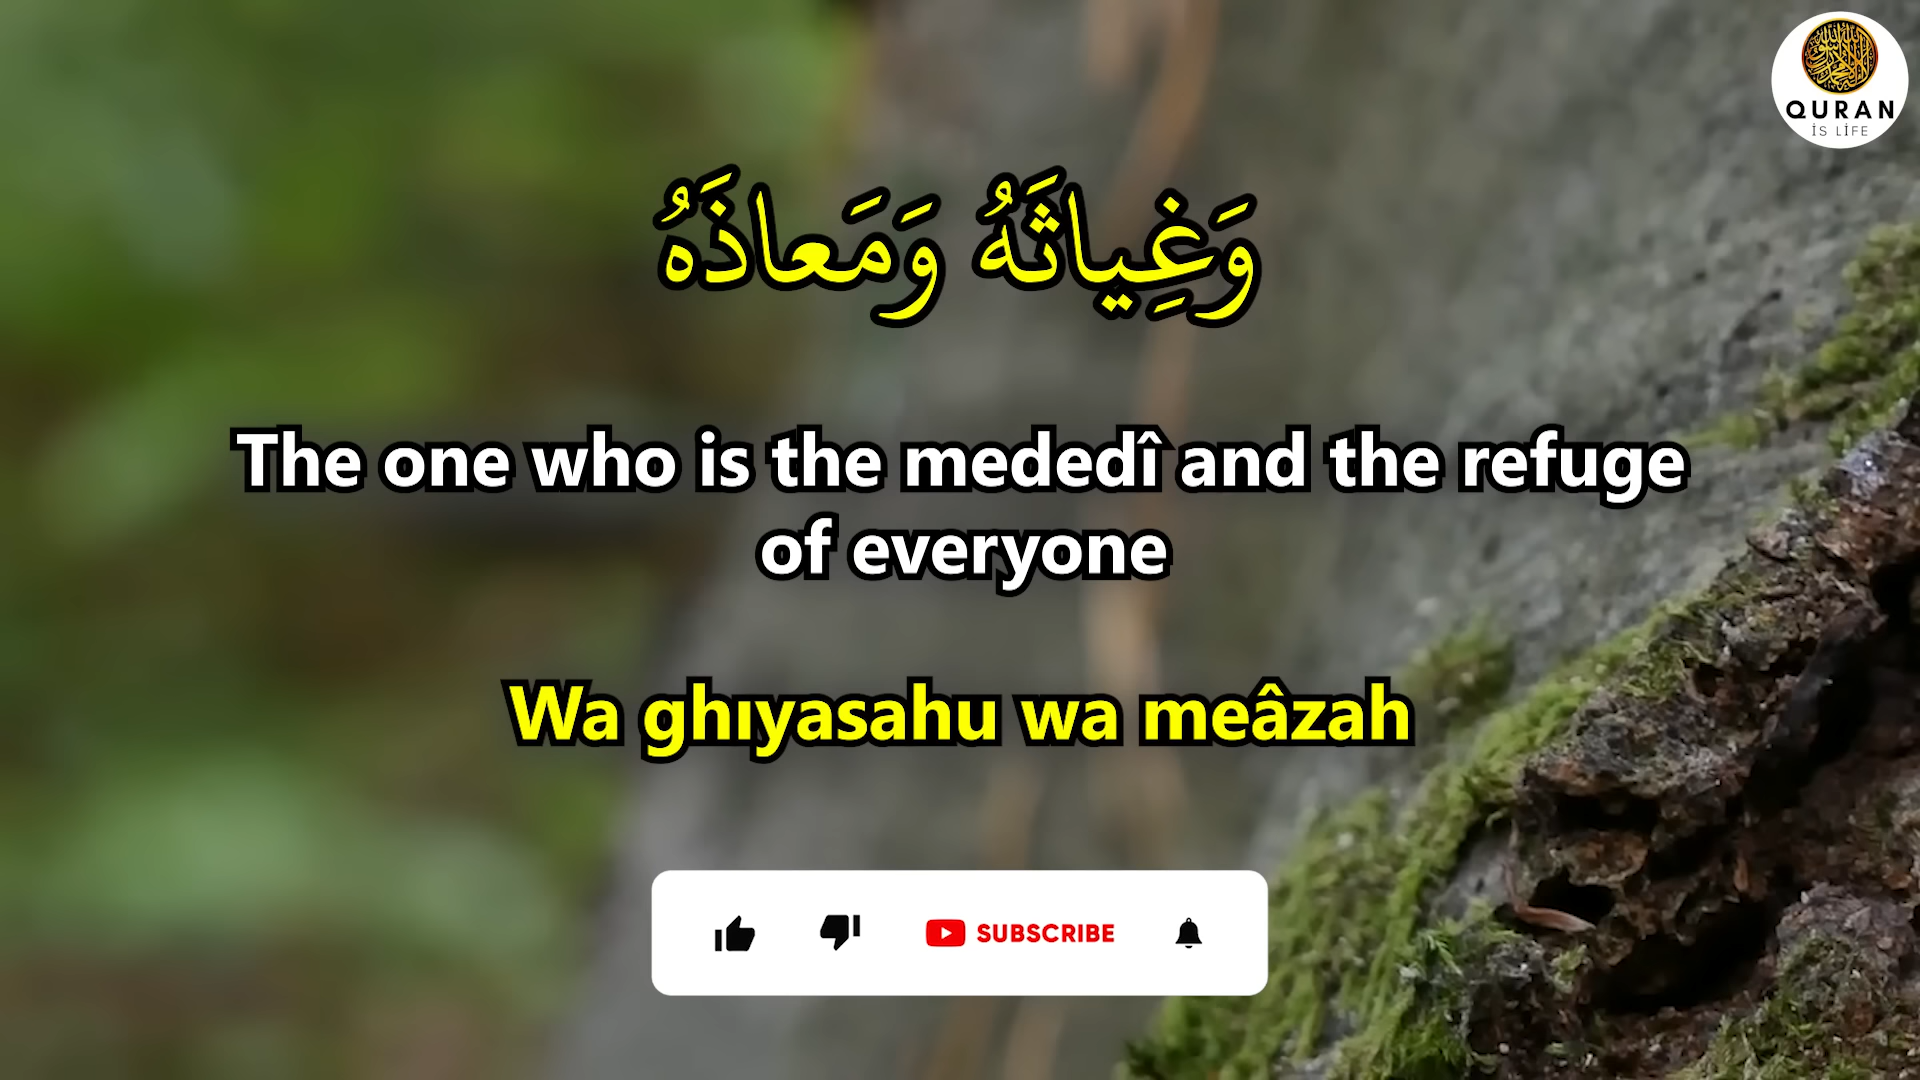 QURAN
İS LİFE
وَغِياثَهُ وَمَعاذَهُ
The one who is the mededî and the refuge
of everyone
Wa ghıyasahu wa meâzah
SUBSCRIBE